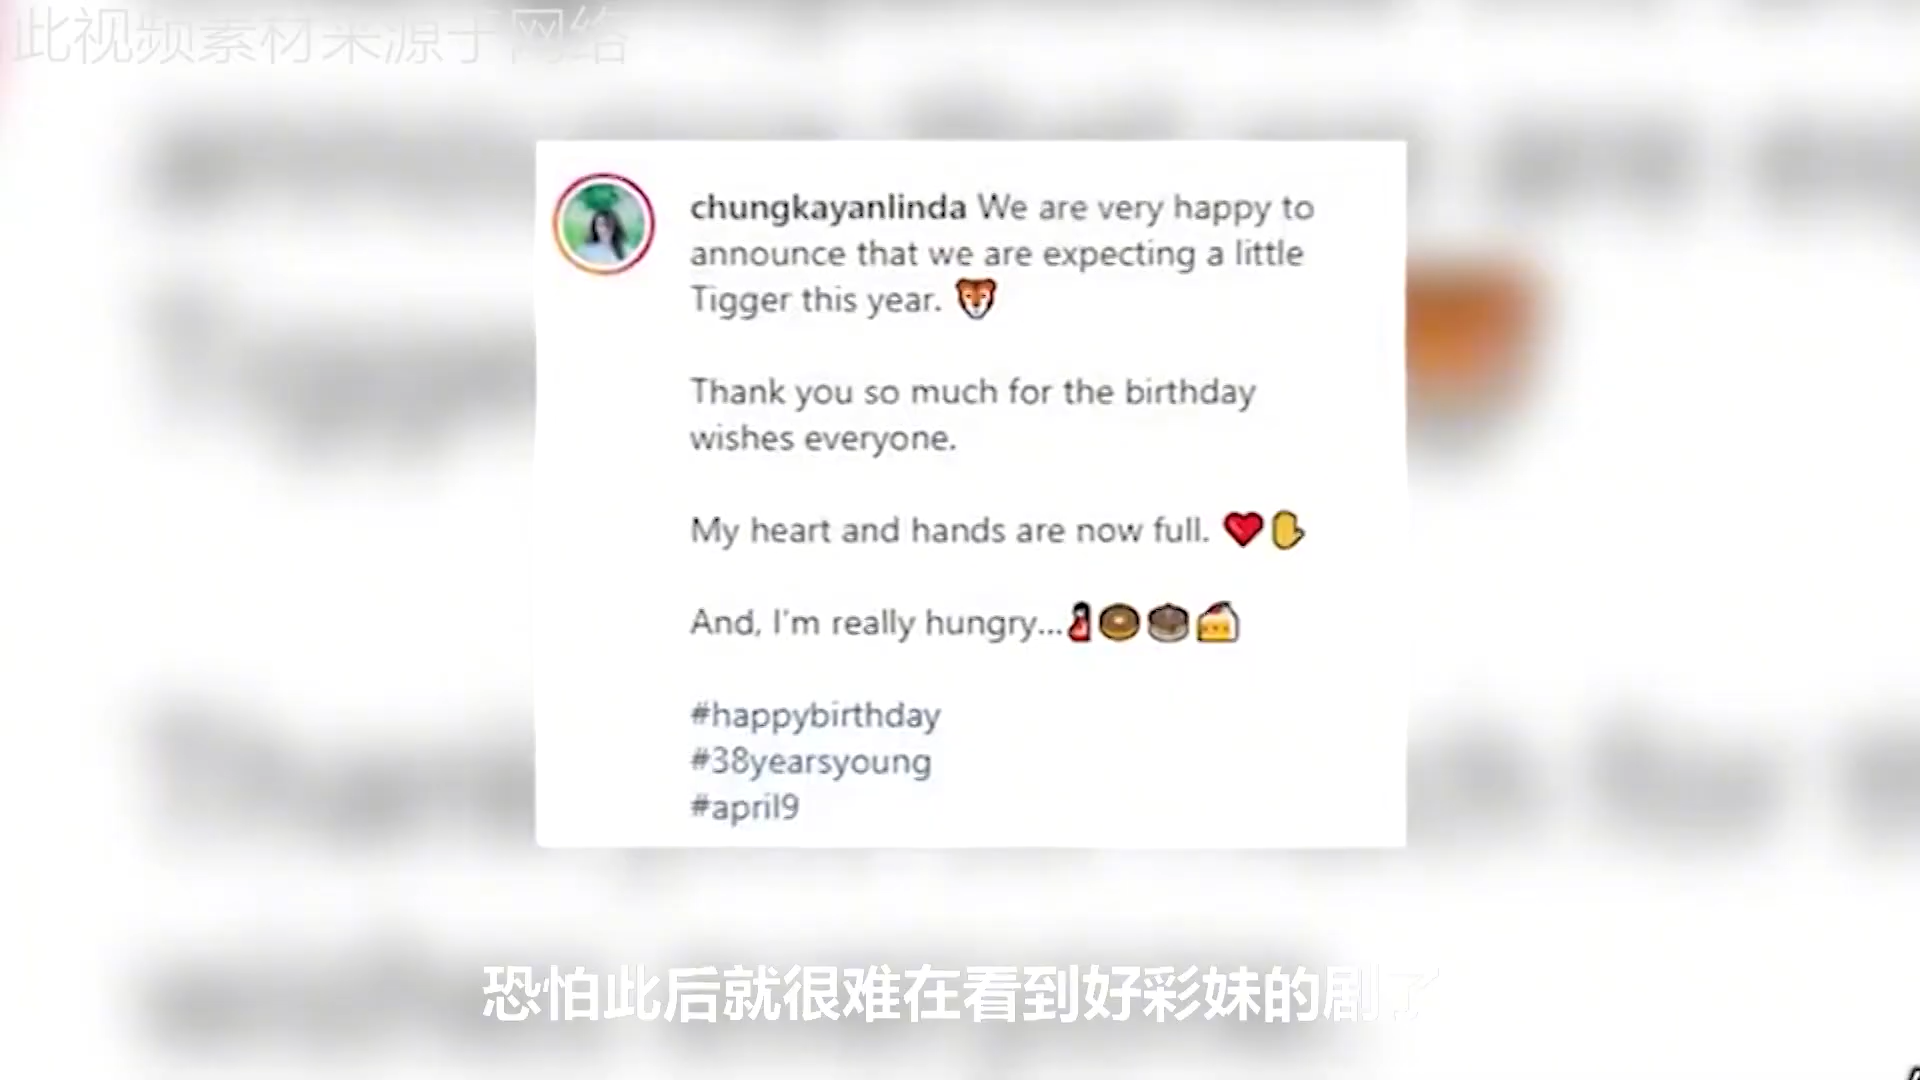 此视频素材来源于网络
chungkayanlinda We are very happy to
announce that we are expecting a little
Tigger this year. 🐯
Thank you so much for the birthday
wishes everyone.
My heart and hands are now full. ❤️✋
And, I'm really hungry...
#happybirthday
#38yearsyoung
#april9
恐怕此后就很难在看到好彩妹的剧了